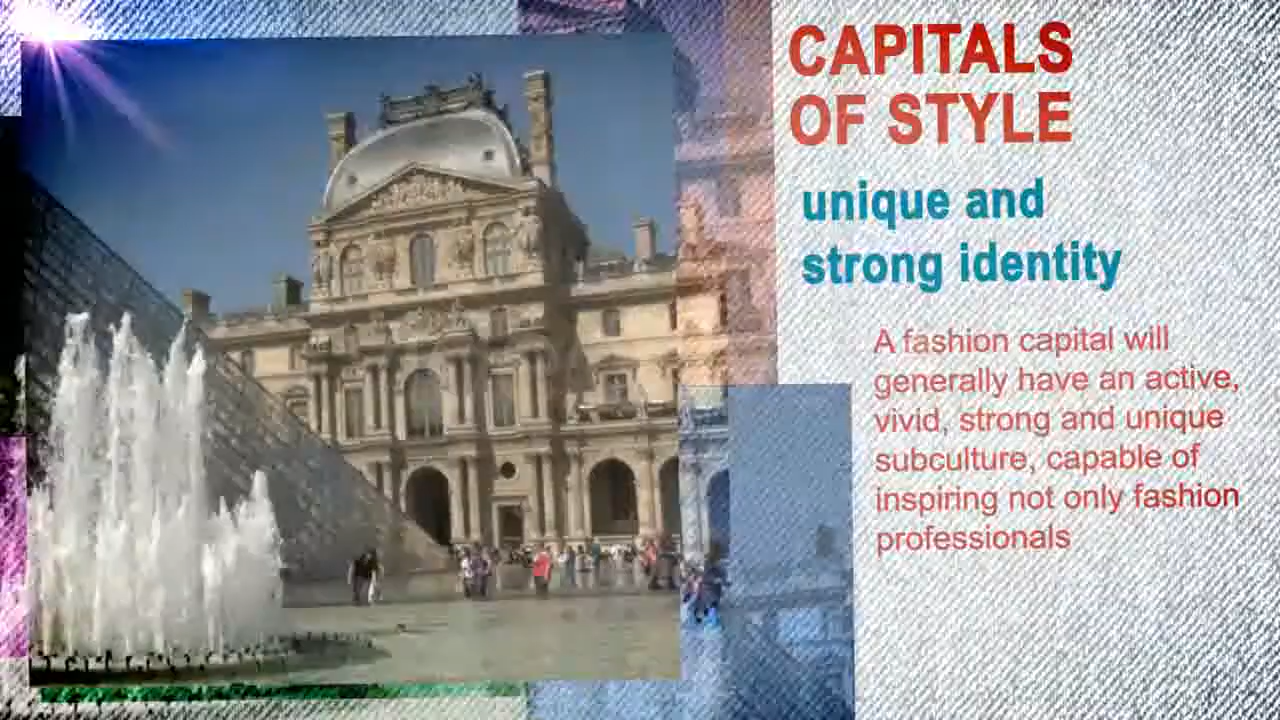 CAPITALS
OF STYLE
unique and
strong identity
A fashion capital will
generally have an active,
vivid, strong and unique
subculture, capable of
inspiring not only fashion
professionals